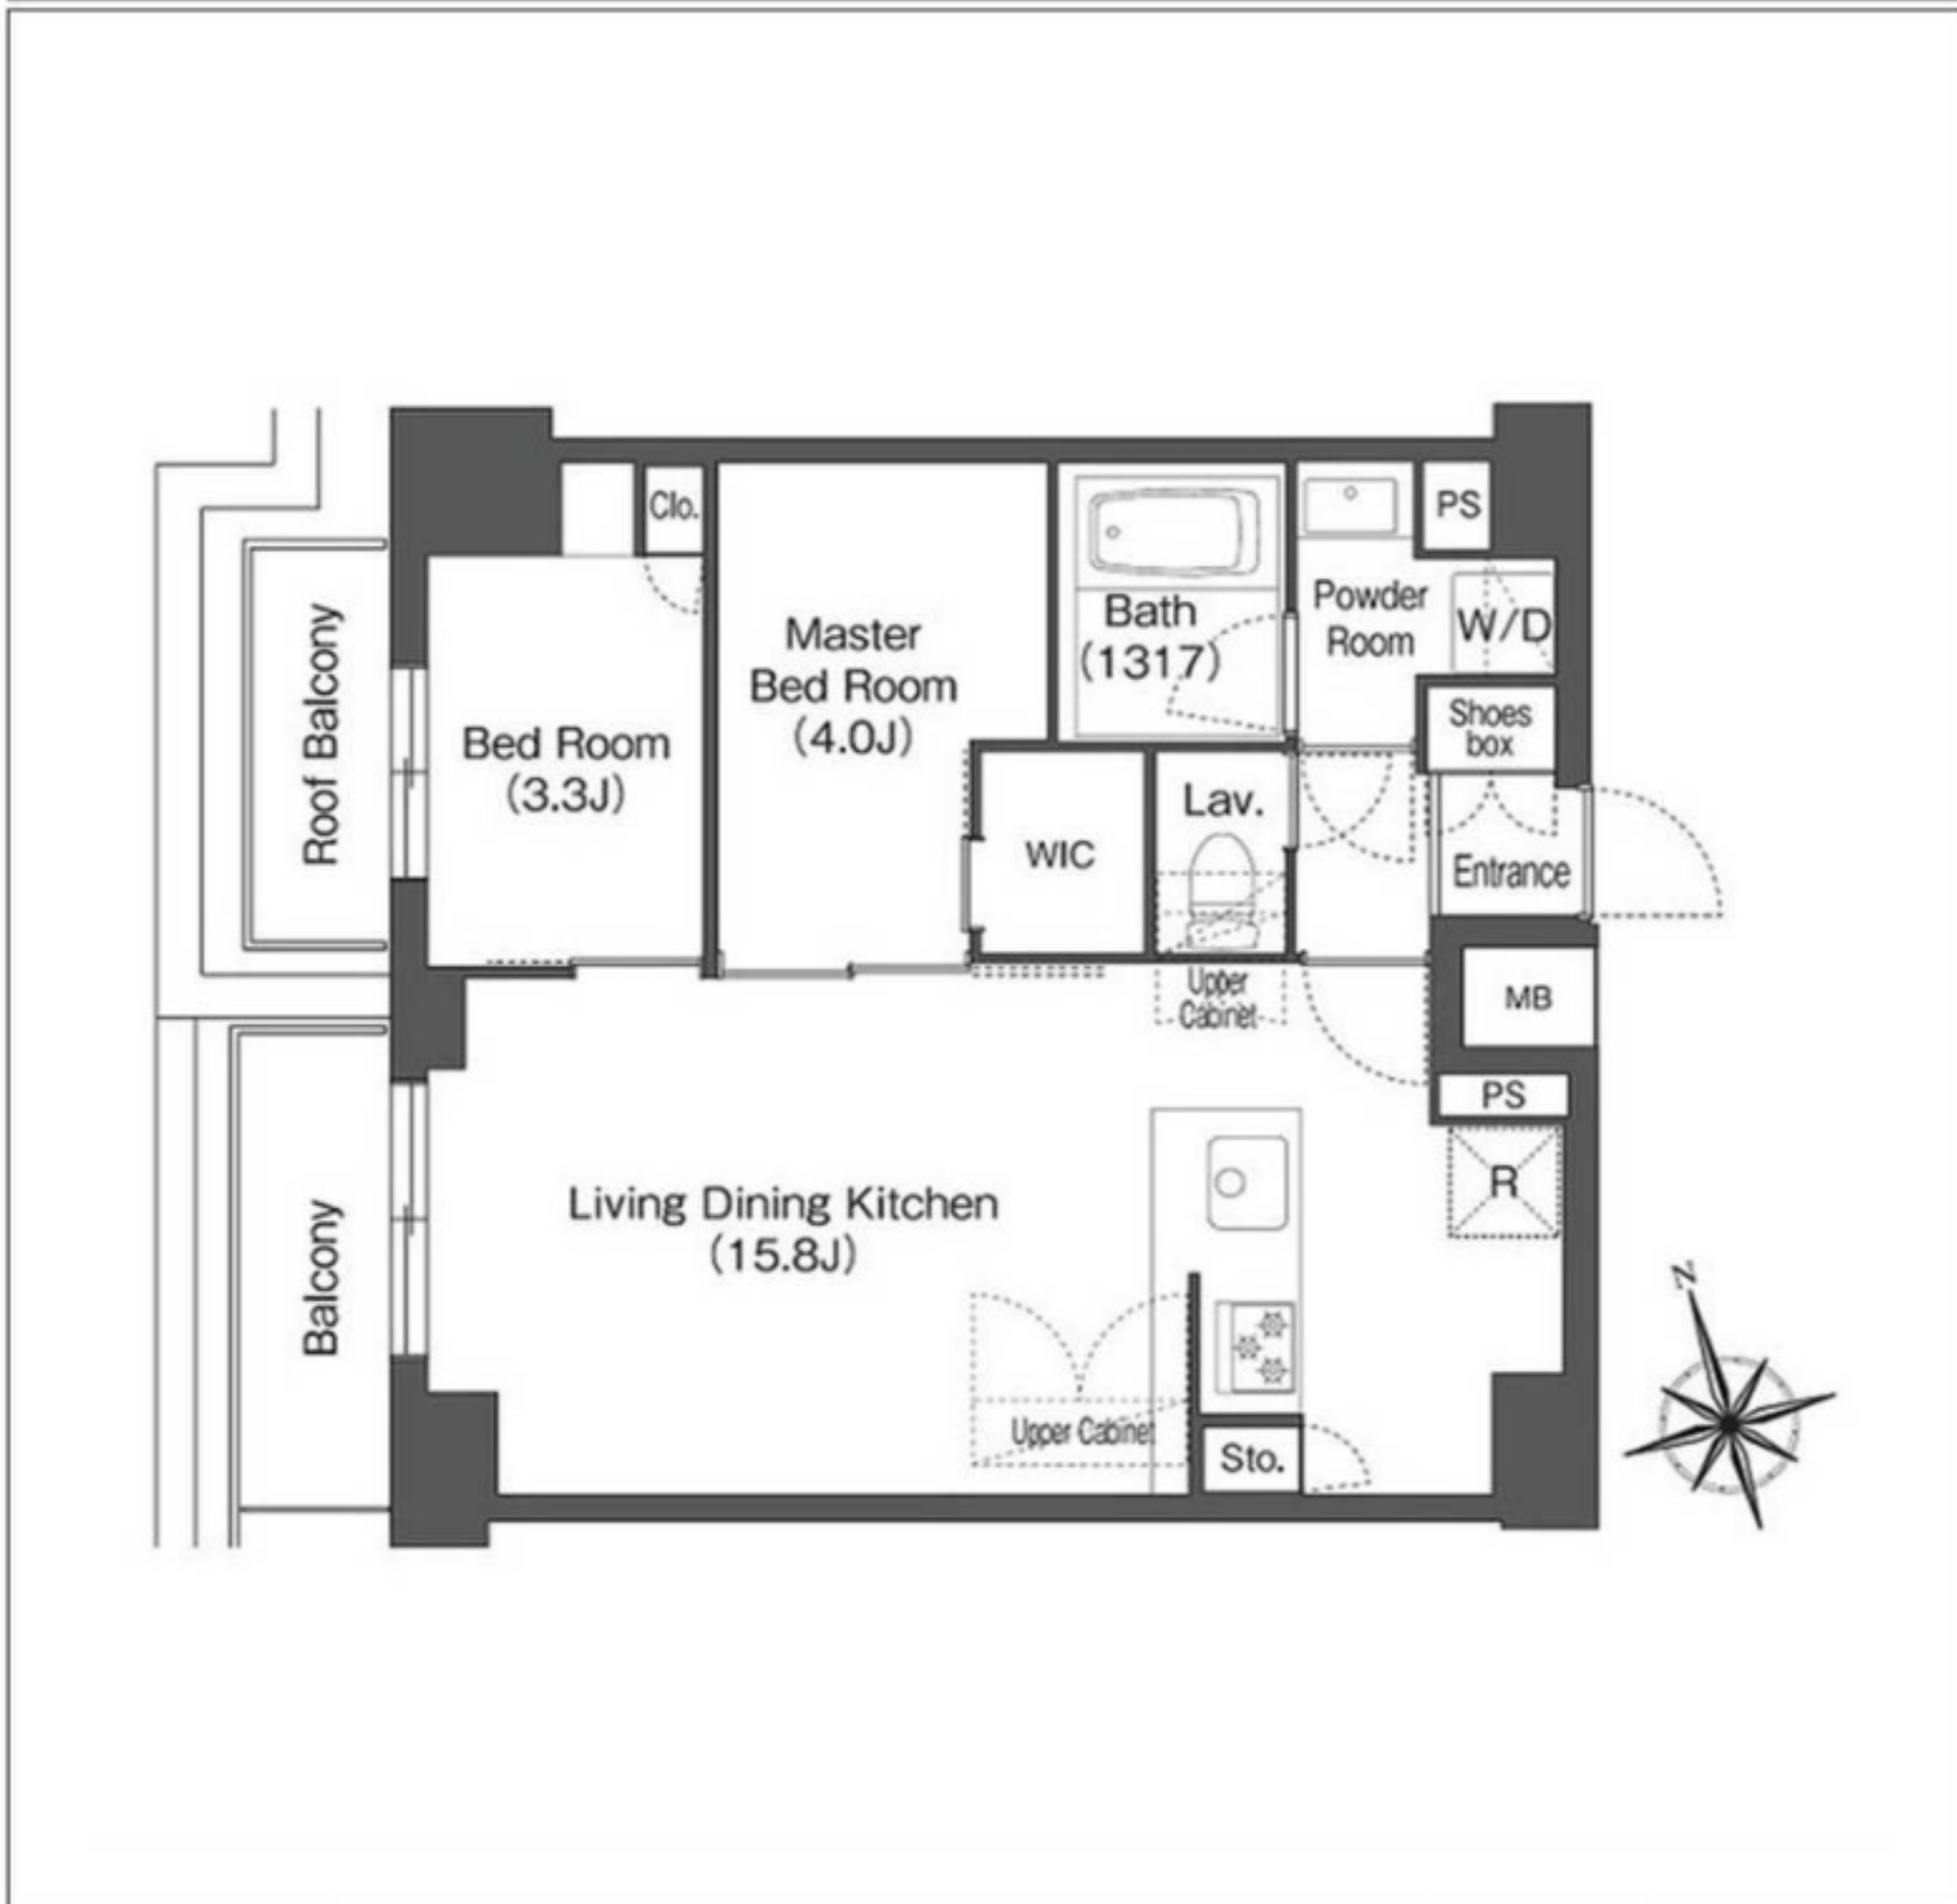 Clo.
PS
Master
Bed Room
(4.0J)
Bath
(1317)
Powder
Room
W/D
Roof Balcony
Bed Room
(3.3J)
Shoes
box
Lav.
WIC
Entrance
Upper
Cabinet
MB
PS
R
Living Dining Kitchen
(15.8J)
Balcony
Upper Cabinet
Sto.
N